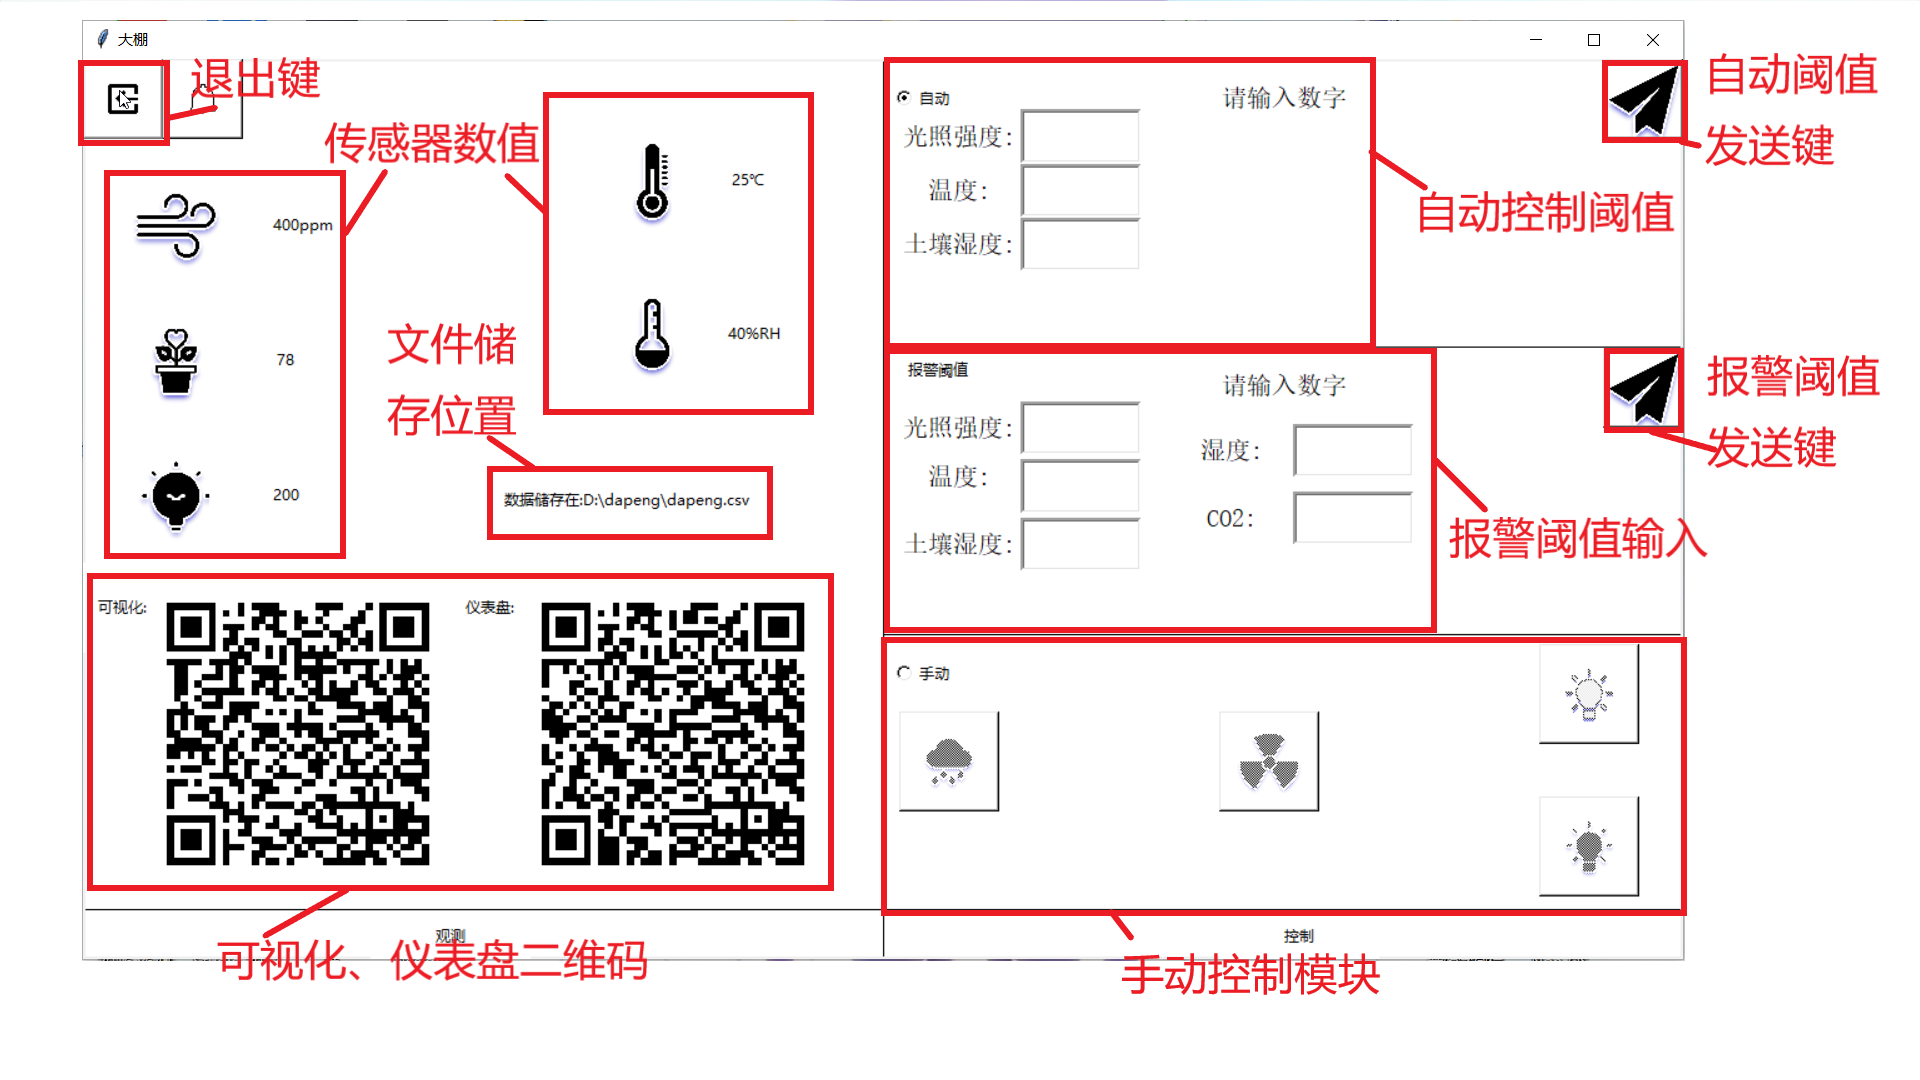 大棚
退出键
传感器数值
400ppm
78
200
25℃
40%RH
文件储
存位置
数据储存在:D:\dapeng\dapeng.csv
可视化:
仪表盘:
观测
可视化、仪表盘二维码
自动
请输入数字
光照强度:
温度:
土壤湿度:
自动阈值
发送键
自动控制阈值
报警阈值
请输入数字
光照强度:
温度:
土壤湿度:
湿度:
CO2:
报警阈值
发送键
报警阈值输入
手动
控制
手动控制模块